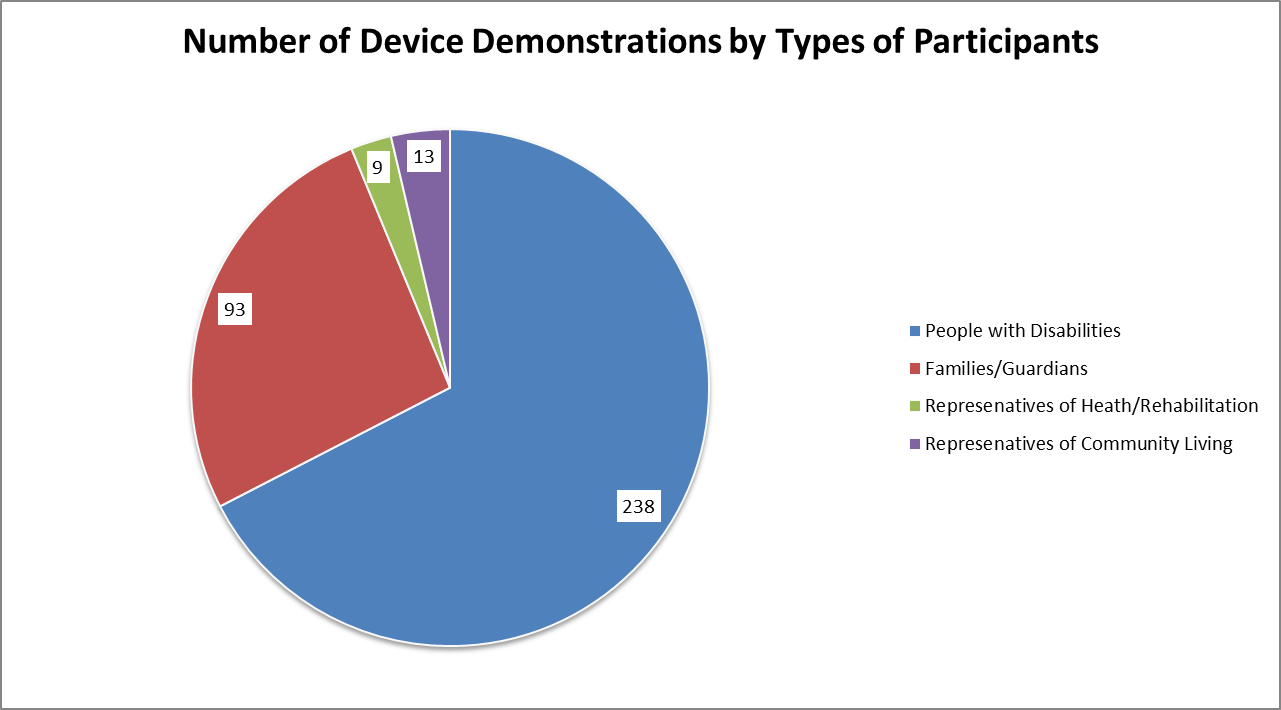 Number of Device Demonstrations by Types of Participants
9
13
93
238
People with Disabilities
Families/Guardians
Represenatives of Heath/Rehabilitation
Represenatives of Community Living